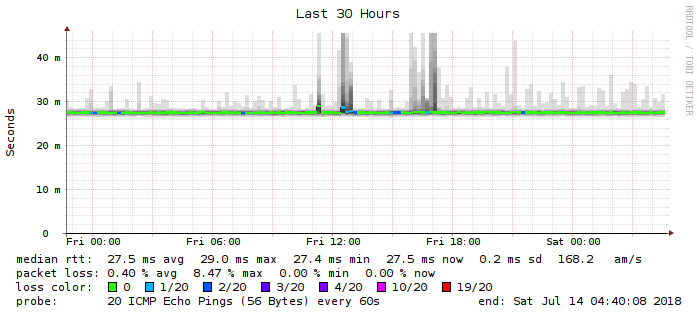 Last 30 Hours
RRDTOOL / TOBI OETIKER
Seconds
40 m
30 m
20 m
10 m
0
Fri 00:00 Fri 06:00 Fri 12:00 Fri 18:00 Sat 00:00
median rtt: 27.5 ms avg 29.0 ms max 27.4 ms min 27.5 ms now 0.2 ms sd 168.2 am/s
packet loss: 0.40 % avg 8.47 % max 0.00 % min 0.00 % now
loss color: 0 1/20 2/20 3/20 4/20 10/20 19/20
probe: 20 ICMP Echo Pings (56 Bytes) every 60s end: Sat Jul 14 04:40:08 2018